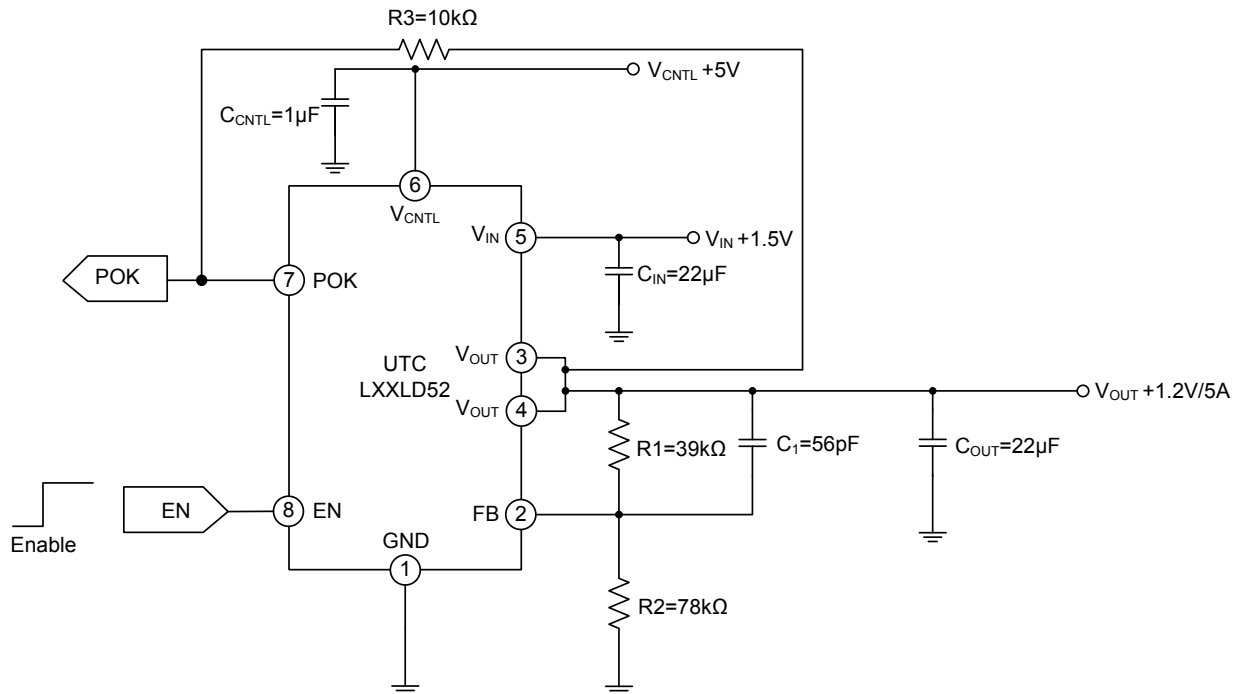 R3=10kΩ
VCNTL +5V
CCNTL=1µF
6
VCNTL
VIN 5
VIN +1.5V
CIN=22µF
POK
7 POK
VOUT 3
UTC
LXXLD52
VOUT 4
VOUT +1.2V/5A
R1=39kΩ
C1=56pF
COUT=22µF
EN
8 EN
FB 2
Enable
GND
1
R2=78kΩ